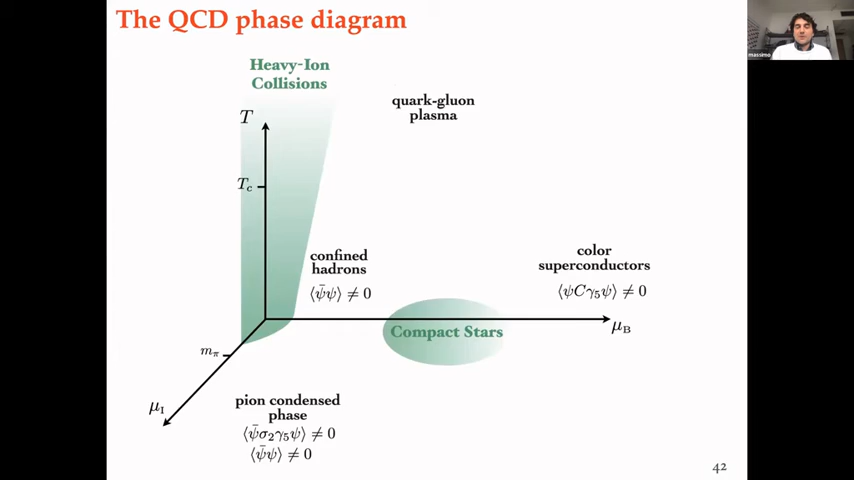 The QCD phase diagram
massimo
Heavy-Ion
Collisions
quark-gluon
plasma
T
T_c
confined
hadrons
⟨ψ̄ψ⟩ ≠ 0
color
superconductors
⟨ψCγ₅ψ⟩ ≠ 0
Compact Stars
μ_B
m_π
μ_I
pion condensed
phase
⟨ψ̄σ₂γ₅ψ⟩ ≠ 0
⟨ψ̄ψ⟩ ≠ 0
42